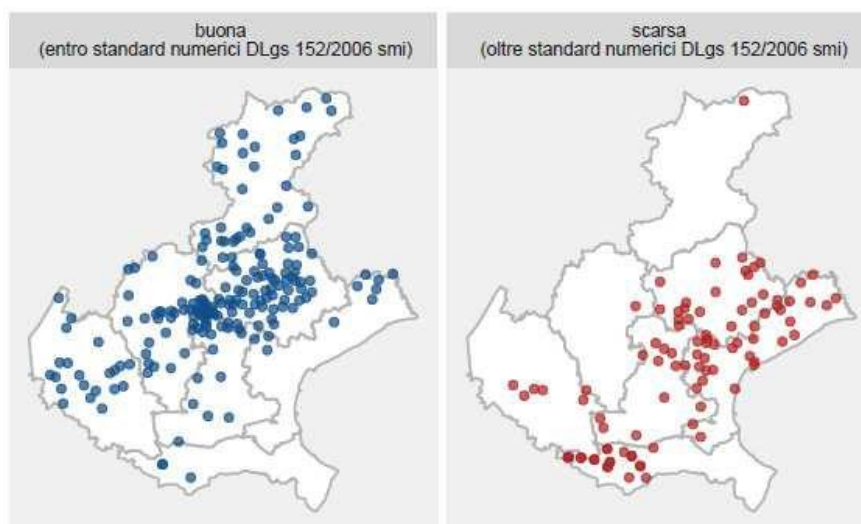 buona
(entro standard numerici DLgs 152/2006 smi)
scarsa
(oltre standard numerici DLgs 152/2006 smi)